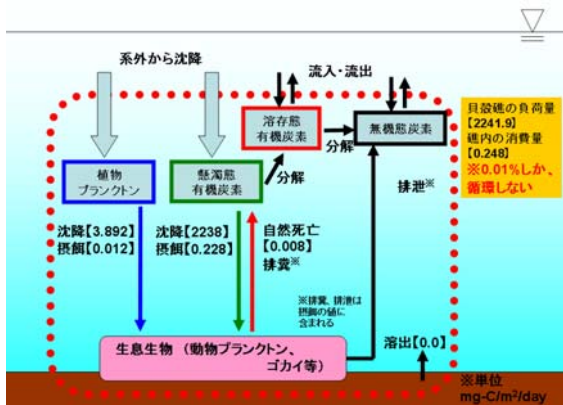 系外から沈降
流入・流出
溶存態
有機炭素
無機態炭素
分解
貝殻礁の負荷量
【2241.9】
礁内の消費量
【0.248】
※0.01%しか、
循環しない
植物
プランクトン
懸濁態
有機炭素
分解
排泄※
沈降【3.892】
摂餌【0.012】
沈降【2238】
摂餌【0.228】
自然死亡
【0.008】
排糞※
※排糞、排泄は
摂餌の値に
含まれる
生息生物（動物プランクトン、
ゴカイ等）
溶出【0.0】
※単位
mg-C/m2/day